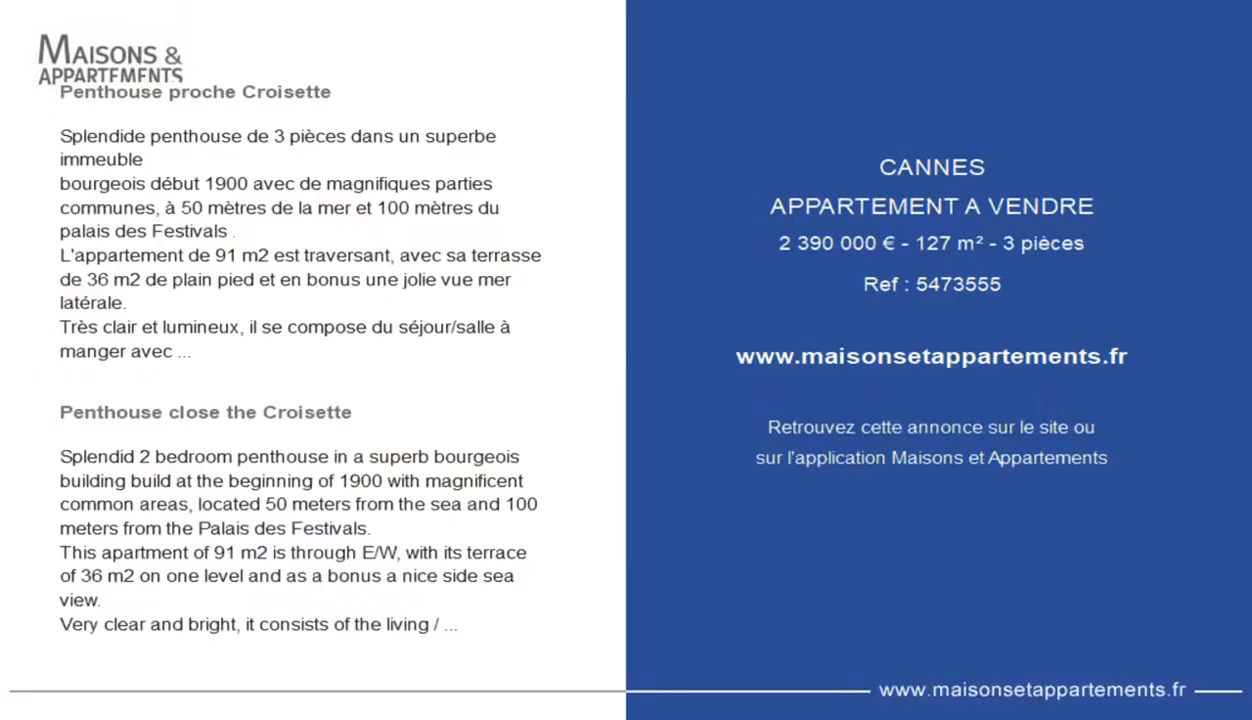 MAISONS &
APPARTEMENTS
Penthouse proche Croisette
Splendide penthouse de 3 pièces dans un superbe
immeuble
bourgeois début 1900 avec de magnifiques parties
communes, à 50 mètres de la mer et 100 mètres du
palais des Festivals .
L'appartement de 91 m2 est traversant, avec sa terrasse
de 36 m2 de plain pied et en bonus une jolie vue mer
latérale.
Très clair et lumineux, il se compose du séjour/salle à
manger avec ...
Penthouse close the Croisette
Splendid 2 bedroom penthouse in a superb bourgeois
building build at the beginning of 1900 with magnificent
common areas, located 50 meters from the sea and 100
meters from the Palais des Festivals.
This apartment of 91 m2 is through E/W, with its terrace
of 36 m2 on one level and as a bonus a nice side sea
view.
Very clear and bright, it consists of the living / ...
CANNES
APPARTEMENT A VENDRE
2 390 000 € - 127 m² - 3 pièces
Ref : 5473555
www.maisonsetappartements.fr
Retrouvez cette annonce sur le site ou
sur l'application Maisons et Appartements
www.maisonsetappartements.fr